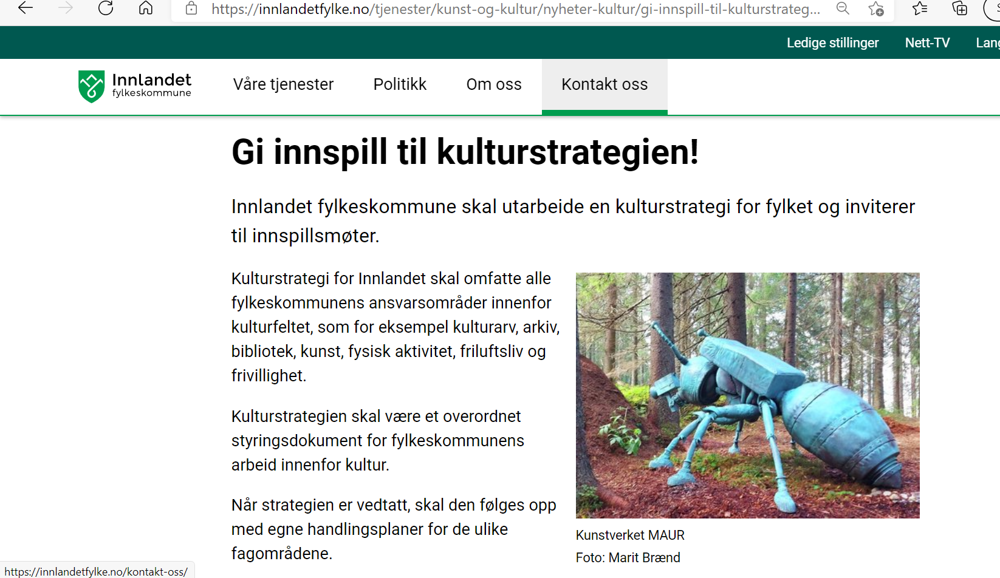 https://innlandetfylke.no/tjenester/kunst-og-kultur/nyheter-kultur/gi-innspill-til-kulturstrateg...
Ledige stillinger Nett-TV Lang
Innlandet
fylkeskommune
Våre tjenester Politikk Om oss Kontakt oss
Gi innspill til kulturstrategien!
Innlandet fylkeskommune skal utarbeide en kulturstrategi for fylket og inviterer
til innspillsmøter.
Kulturstrategi for Innlandet skal omfatte alle
fylkeskommunens ansvarsområder innenfor
kulturfeltet, som for eksempel kulturarv, arkiv,
bibliotek, kunst, fysisk aktivitet, friluftsliv og
frivillighet.
Kulturstrategien skal være et overordnet
styringsdokument for fylkeskommunens
arbeid innenfor kultur.
Når strategien er vedtatt, skal den følges opp
med egne handlingsplaner for de ulike
fagområdene.
Kunstverket MAUR
Foto: Marit Brænd
https://innlandetfylke.no/kontakt-oss/